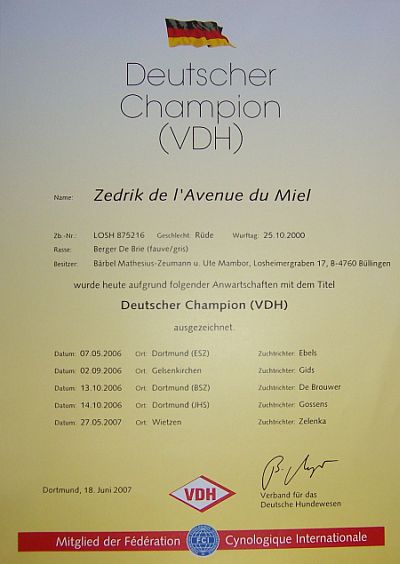 Deutscher
Champion
(VDH)
Name: Zedrik de l'Avenue du Miel
Zb.-Nr.: LOSH 875216 Geschlecht: Rüde Wurftag: 25.10.2000
Rasse: Berger De Brie (fauve/gris)
Besitzer: Bärbel Mathesius-Zeumann u. Ute Mambor, Losheimergraben 17, B-4760 Büllingen
wurde heute aufgrund folgender Anwartschaften mit dem Titel
Deutscher Champion (VDH)
ausgezeichnet.
Datum: 07.05.2006 Ort: Dortmund (ESZ) Zuchtrichter: Ebels
Datum: 02.09.2006 Ort: Gelsenkirchen Zuchtrichter: Gids
Datum: 13.10.2006 Ort: Dortmund (BSZ) Zuchtrichter: De Brouwer
Datum: 14.10.2006 Ort: Dortmund (JHS) Zuchtrichter: Gossens
Datum: 27.05.2007 Ort: Wietzen Zuchtrichter: Zelenka
Dortmund, 18. Juni 2007
VDH
Verband für das
Deutsche Hundewesen
Mitglied der Fédération FCI Cynologique Internationale